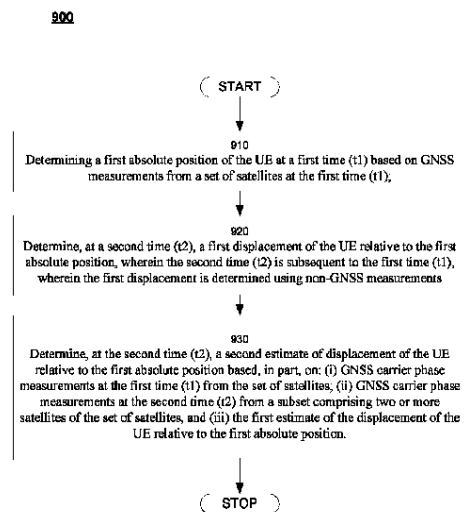 900
START
910
Determining a first absolute position of the UE at a first time (t1) based on GNSS
measurements from a set of satellites at the first time (t1);
920
Determine, at a second time (t2), a first displacement of the UE relative to the first
absolute position, wherein the second time (t2) is subsequent to the first time (t1),
wherein the first displacement is determined using non-GNSS measurements
930
Determine, at the second time (t2), a second estimate of displacement of the UE
relative to the first absolute position based, in part, on: (i) GNSS carrier phase
measurements at the first time (t1) from the set of satellites; (ii) GNSS carrier phase
measurements at the second time (t2) from a subset comprising two or more
satellites of the set of satellites, and (iii) the first estimate of the displacement of the
UE relative to the first absolute position.
STOP